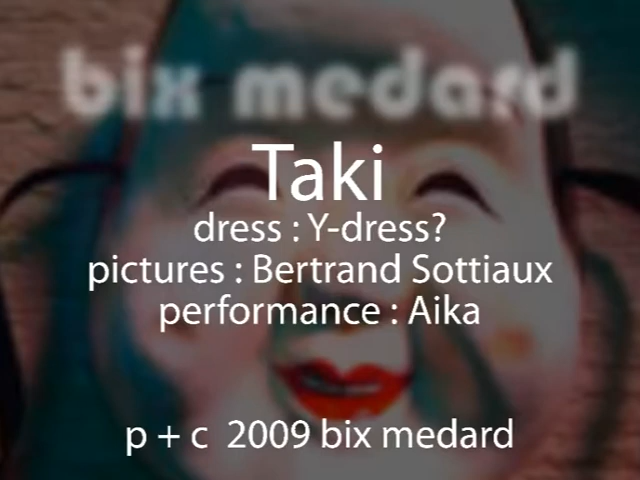 bix medard
Taki
dress : Y-dress?
pictures : Bertrand Sottiaux
performance : Aika
p + c 2009 bix medard